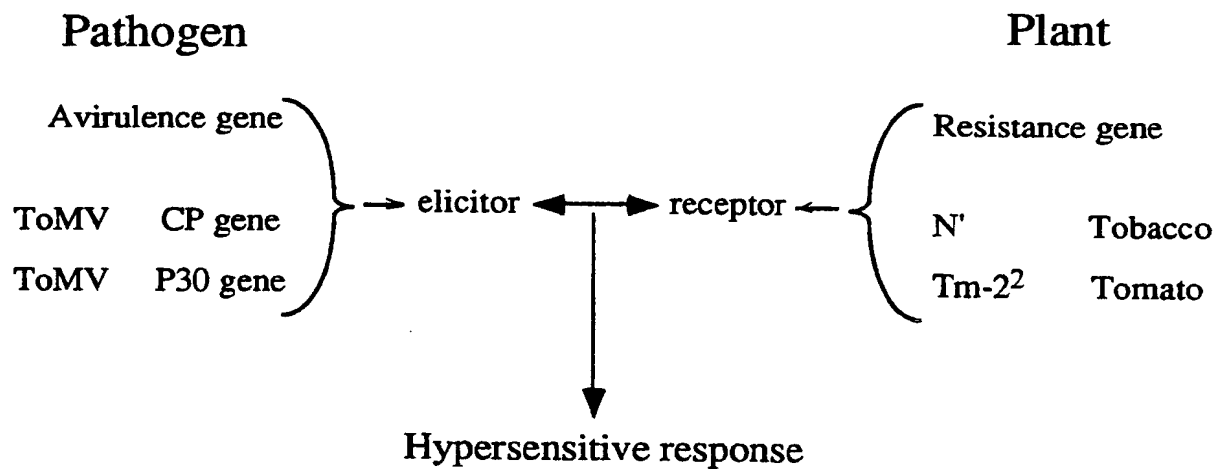 Pathogen Plant
Avirulence gene Resistance gene
elicitor receptor
ToMV CP gene N' Tobacco
ToMV P30 gene Tm-2² Tomato
Hypersensitive response